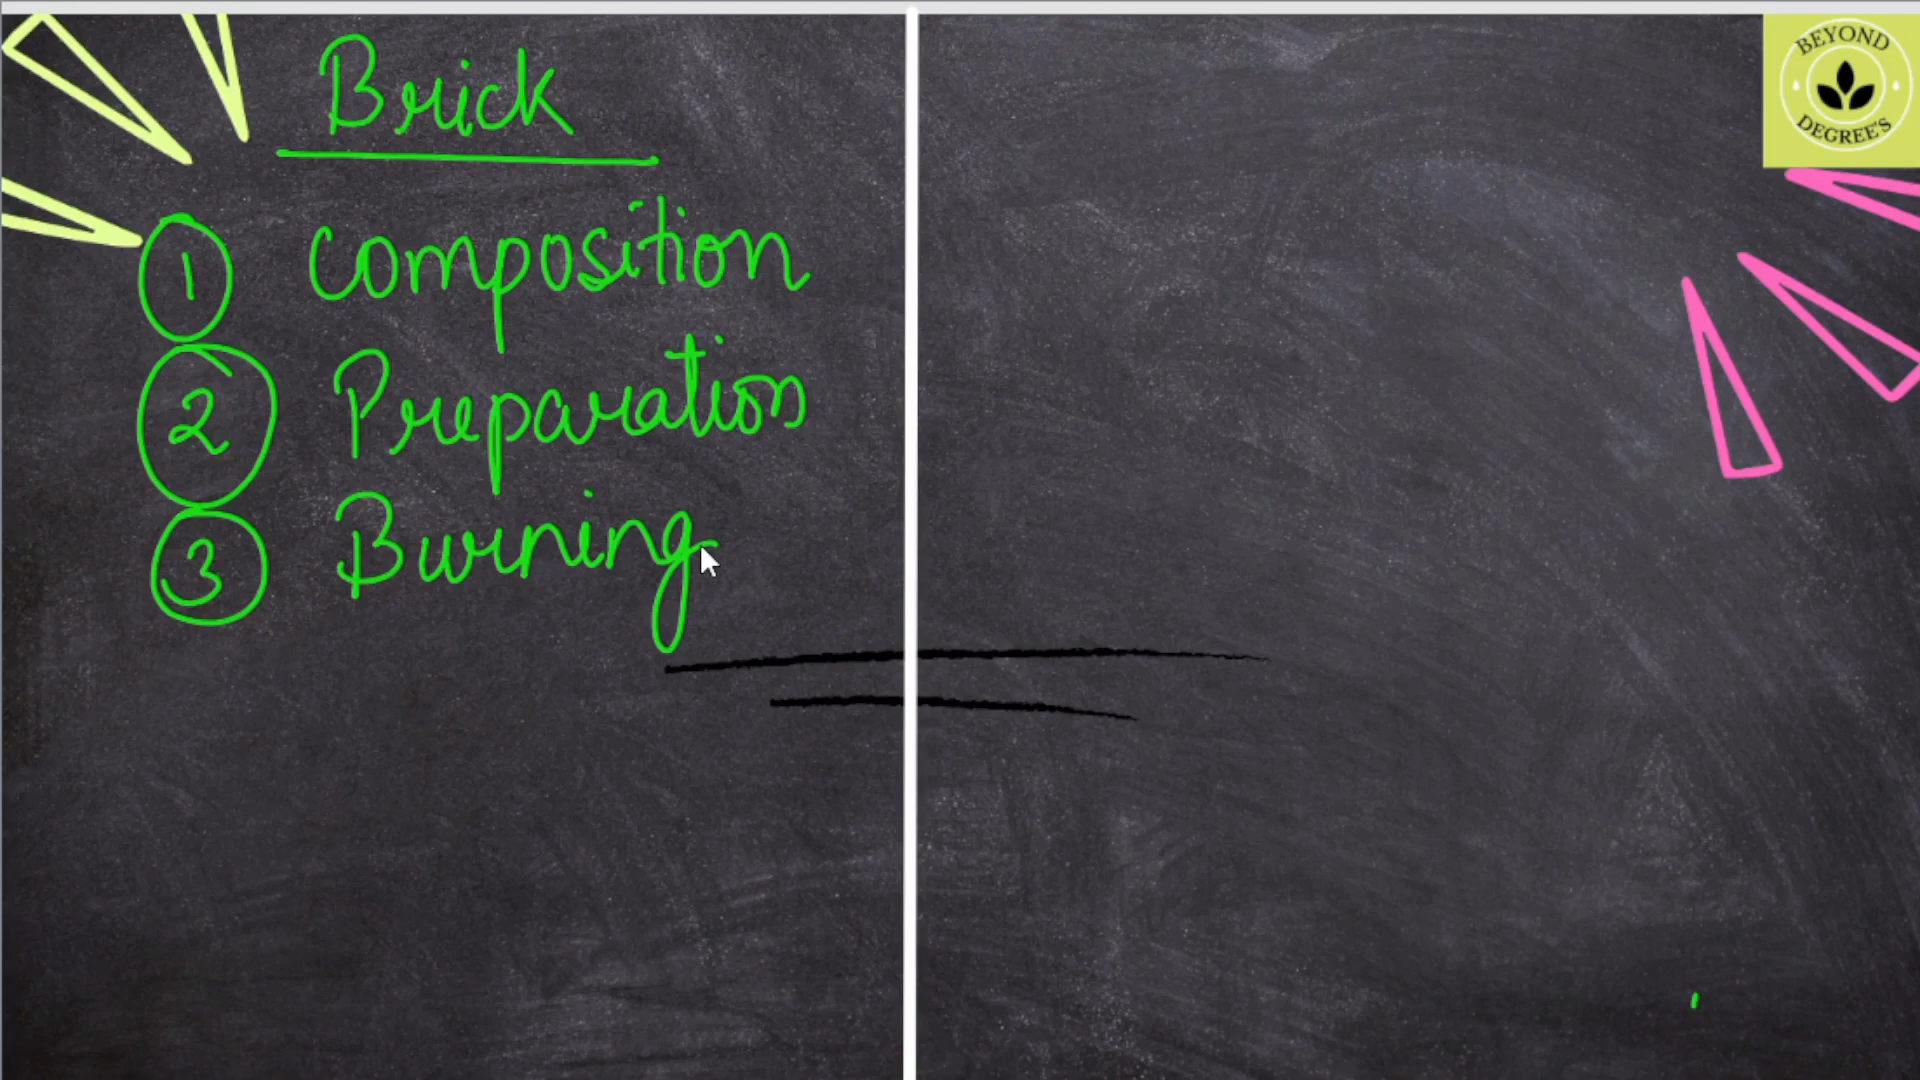 Brick
1 Composition
2 Preparation
3 Burning
BEYOND
DEGREE'S